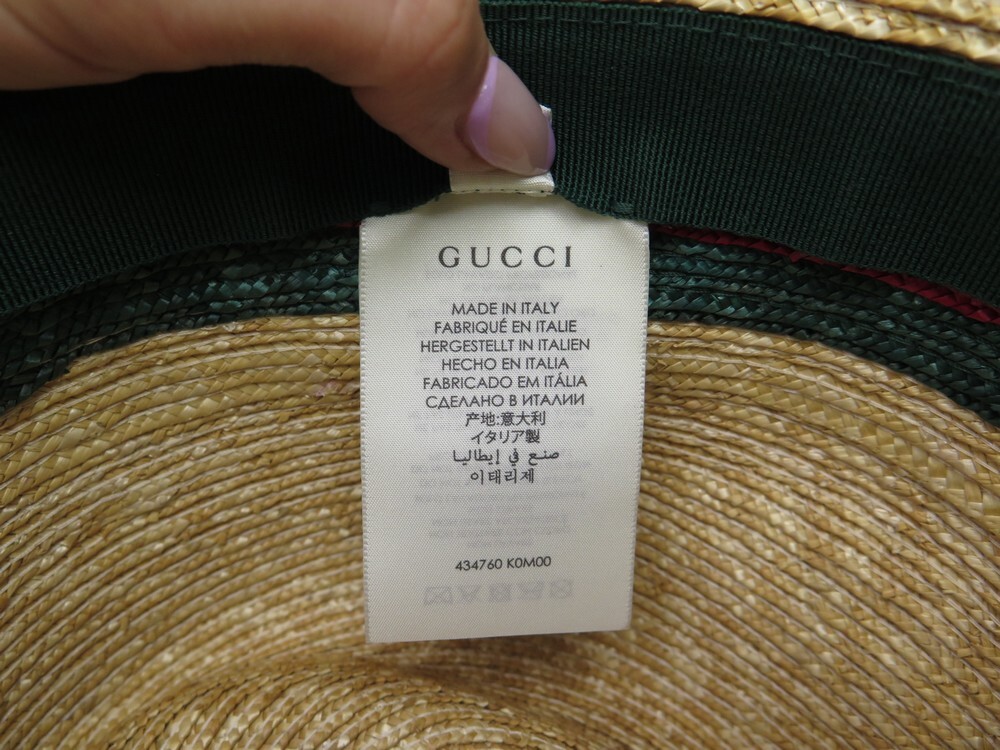 GUCCI
MADE IN ITALY
FABRIQUÉ EN ITALIE
HERGESTELLT IN ITALIEN
HECHO EN ITALIA
FABRICADO EM ITÁLIA
СДЕЛАНО В ИТАЛИИ
产地:意大利
イタリア製
صنع في إيطاليا
이태리제
434760 K0M00